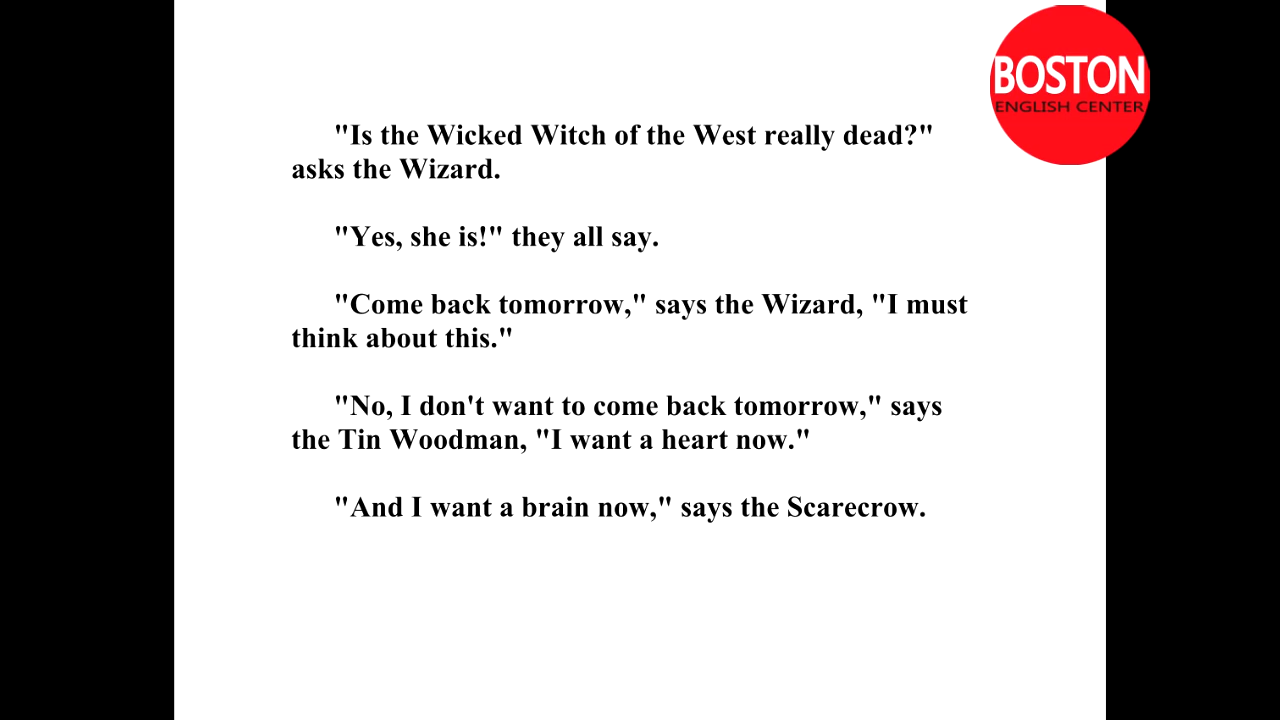 BOSTON
ENGLISH CENTER
"Is the Wicked Witch of the West really dead?"
asks the Wizard.
"Yes, she is!" they all say.
"Come back tomorrow," says the Wizard, "I must
think about this."
"No, I don't want to come back tomorrow," says
the Tin Woodman, "I want a heart now."
"And I want a brain now," says the Scarecrow.